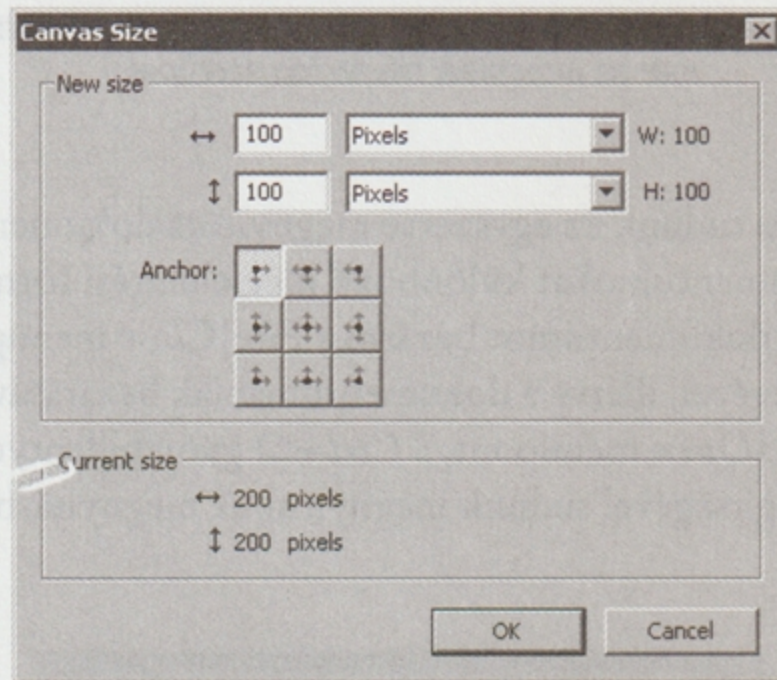 Canvas Size
New size
100 Pixels W: 100
100 Pixels H: 100
Anchor:
Current size
200 pixels
200 pixels
OK Cancel